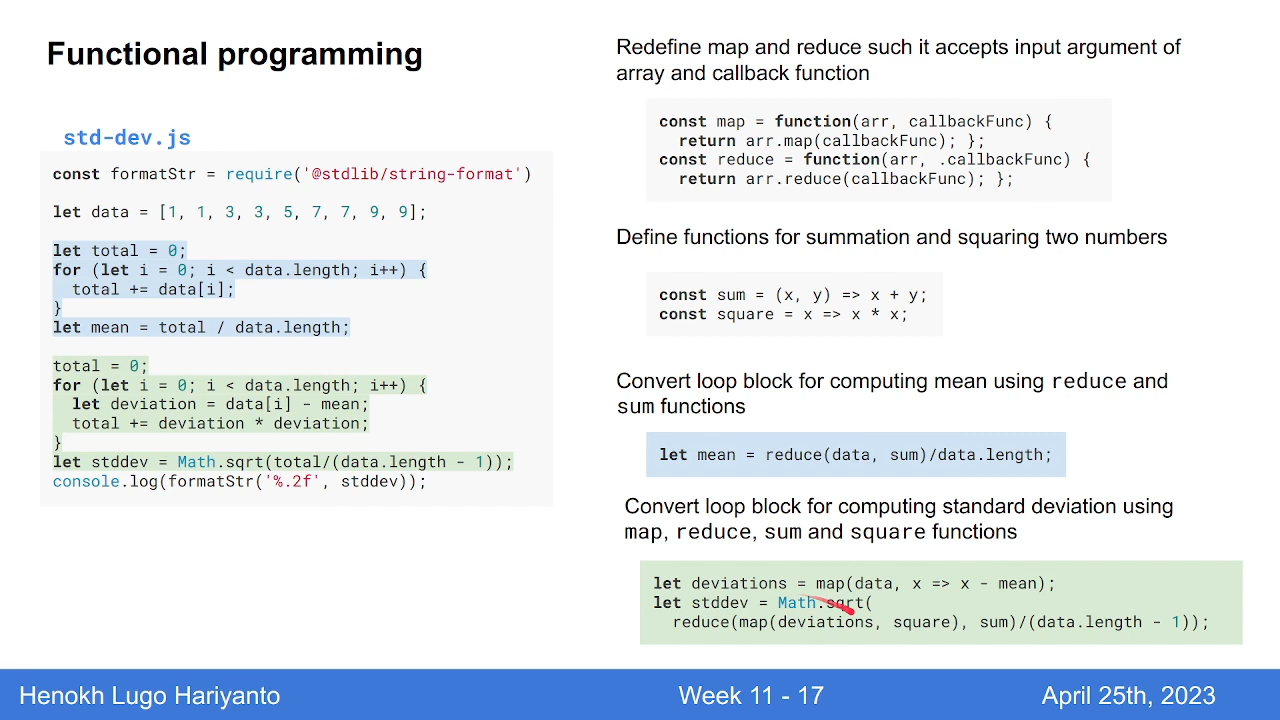 Functional programming
std-dev.js
const formatStr = require('@stdlib/string-format')
let data = [1, 1, 3, 3, 5, 7, 7, 9, 9];
let total = 0;
for (let i = 0; i < data.length; i++) {
  total += data[i];
}
let mean = total / data.length;
total = 0;
for (let i = 0; i < data.length; i++) {
  let deviation = data[i] - mean;
  total += deviation * deviation;
}
let stddev = Math.sqrt(total/(data.length - 1));
console.log(formatStr('%.2f', stddev));
Redefine map and reduce such it accepts input argument of
array and callback function
const map = function(arr, callbackFunc) {
  return arr.map(callbackFunc); };
const reduce = function(arr, .callbackFunc) {
  return arr.reduce(callbackFunc); };
Define functions for summation and squaring two numbers
const sum = (x, y) => x + y;
const square = x => x * x;
Convert loop block for computing mean using reduce and
sum functions
let mean = reduce(data, sum)/data.length;
Convert loop block for computing standard deviation using
map, reduce, sum and square functions
let deviations = map(data, x => x - mean);
let stddev = Math.sqrt(
  reduce(map(deviations, square), sum)/(data.length - 1));
Henokh Lugo Hariyanto
Week 11 - 17
April 25th, 2023